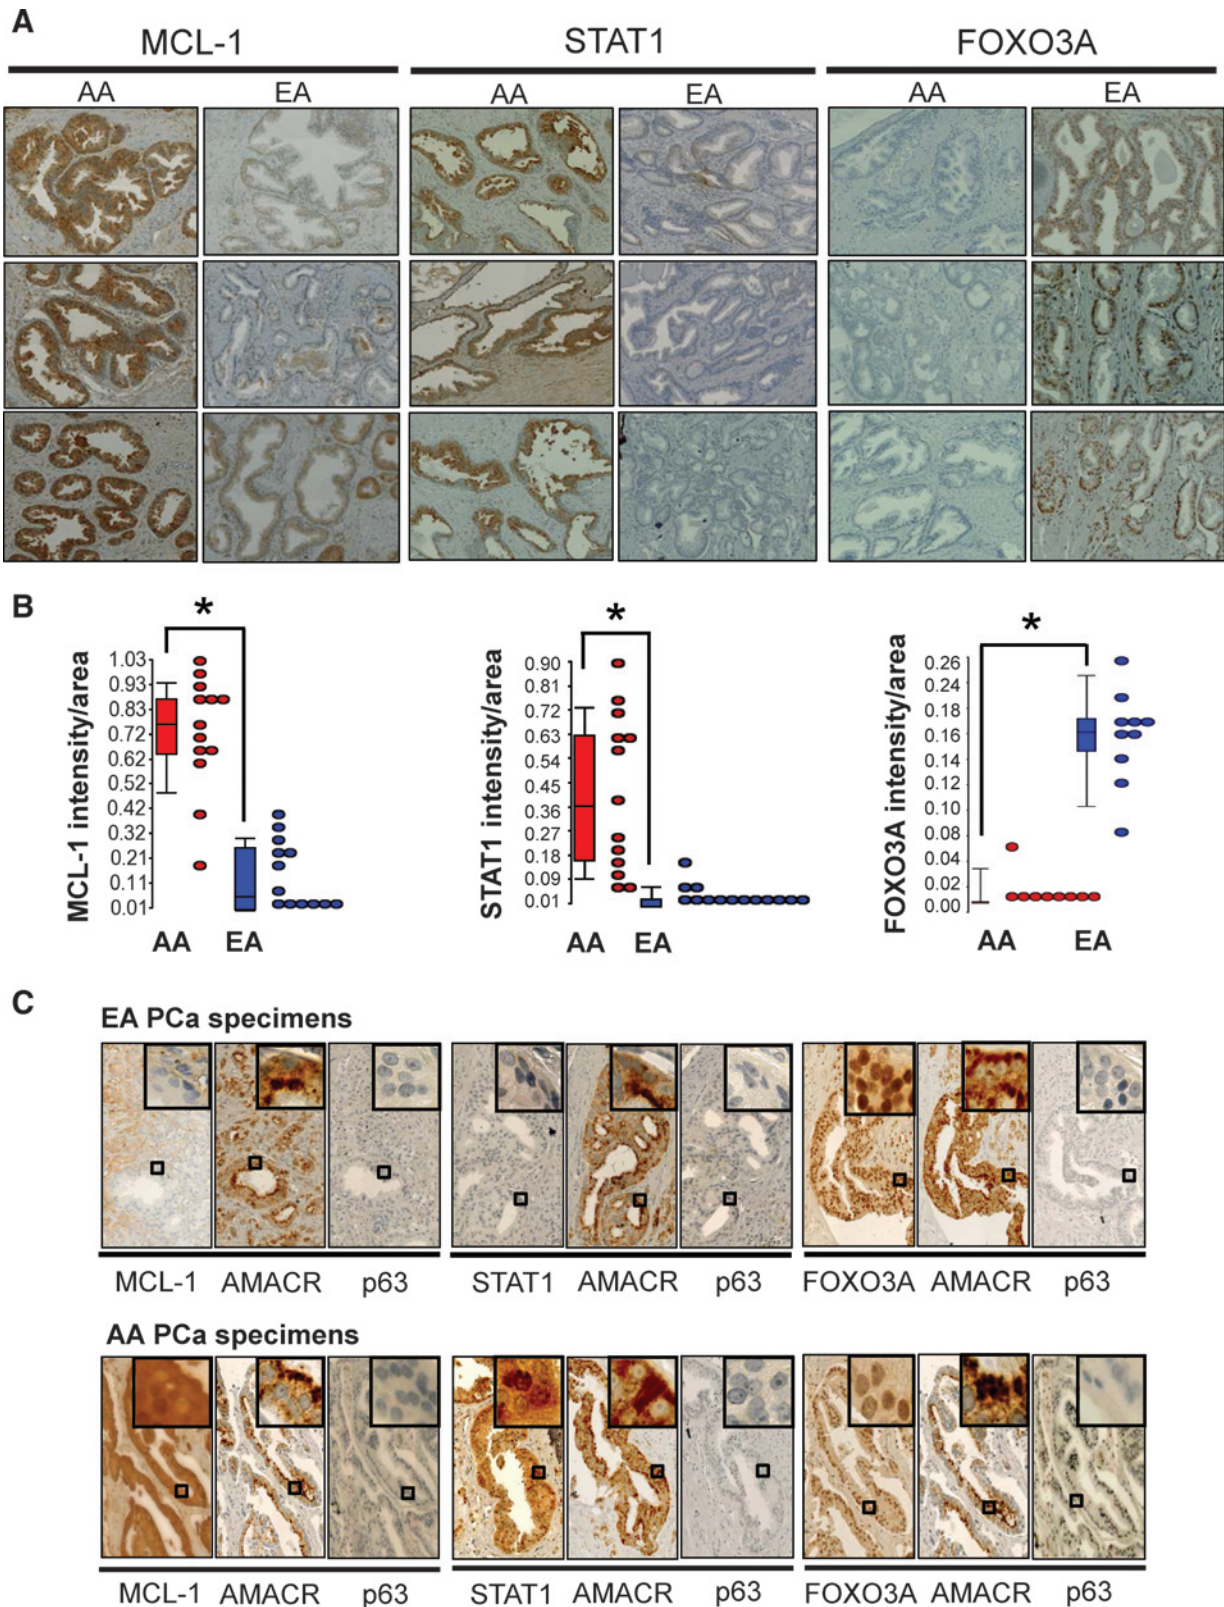 A
MCL-1 STAT1 FOXO3A
AA EA AA EA AA EA
B
* * *
MCL-1 intensity/area
1.03
0.93
0.83
0.72
0.62
0.52
0.42
0.32
0.21
0.11
0.01
AA EA
STAT1 intensity/area
0.90
0.81
0.72
0.63
0.54
0.45
0.36
0.27
0.18
0.09
0.01
AA EA
FOXO3A intensity/area
0.26
0.24
0.18
0.16
0.14
0.12
0.10
0.08
0.04
0.02
0.00
AA EA
C
EA PCa specimens
MCL-1 AMACR p63 STAT1 AMACR p63 FOXO3A AMACR p63
AA PCa specimens
MCL-1 AMACR p63 STAT1 AMACR p63 FOXO3A AMACR p63